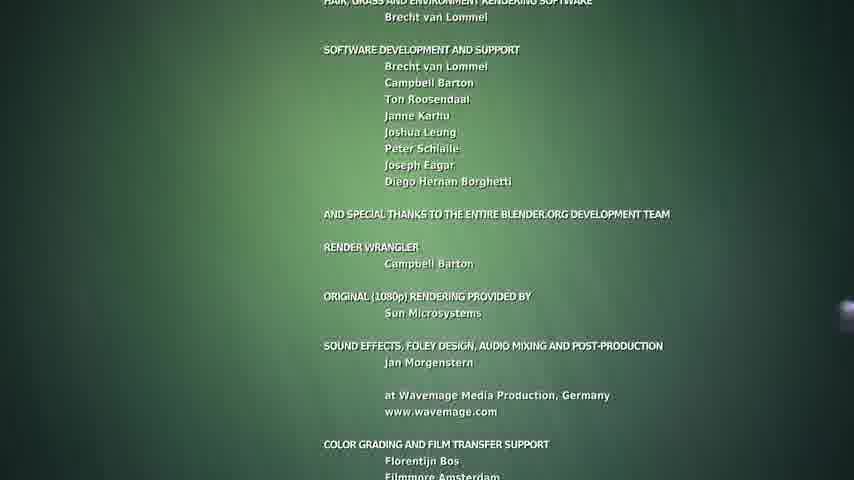 HAIR, GRASS AND ENVIRONMENT RENDERING SOFTWARE
Brecht van Lommel
SOFTWARE DEVELOPMENT AND SUPPORT
Brecht van Lommel
Campbell Barton
Ton Roosendaal
Janne Karhu
Joshua Leung
Peter Schlaile
Joseph Eagar
Diego Hernan Borghetti
AND SPECIAL THANKS TO THE ENTIRE BLENDER.ORG DEVELOPMENT TEAM
RENDER WRANGLER
Campbell Barton
ORIGINAL (1080p) RENDERING PROVIDED BY
Sun Microsystems
SOUND EFFECTS, FOLEY DESIGN, AUDIO MIXING AND POST-PRODUCTION
Jan Morgenstern
at Wavemage Media Production, Germany
www.wavemage.com
COLOR GRADING AND FILM TRANSFER SUPPORT
Florentijn Bos
Filmmore Amsterdam